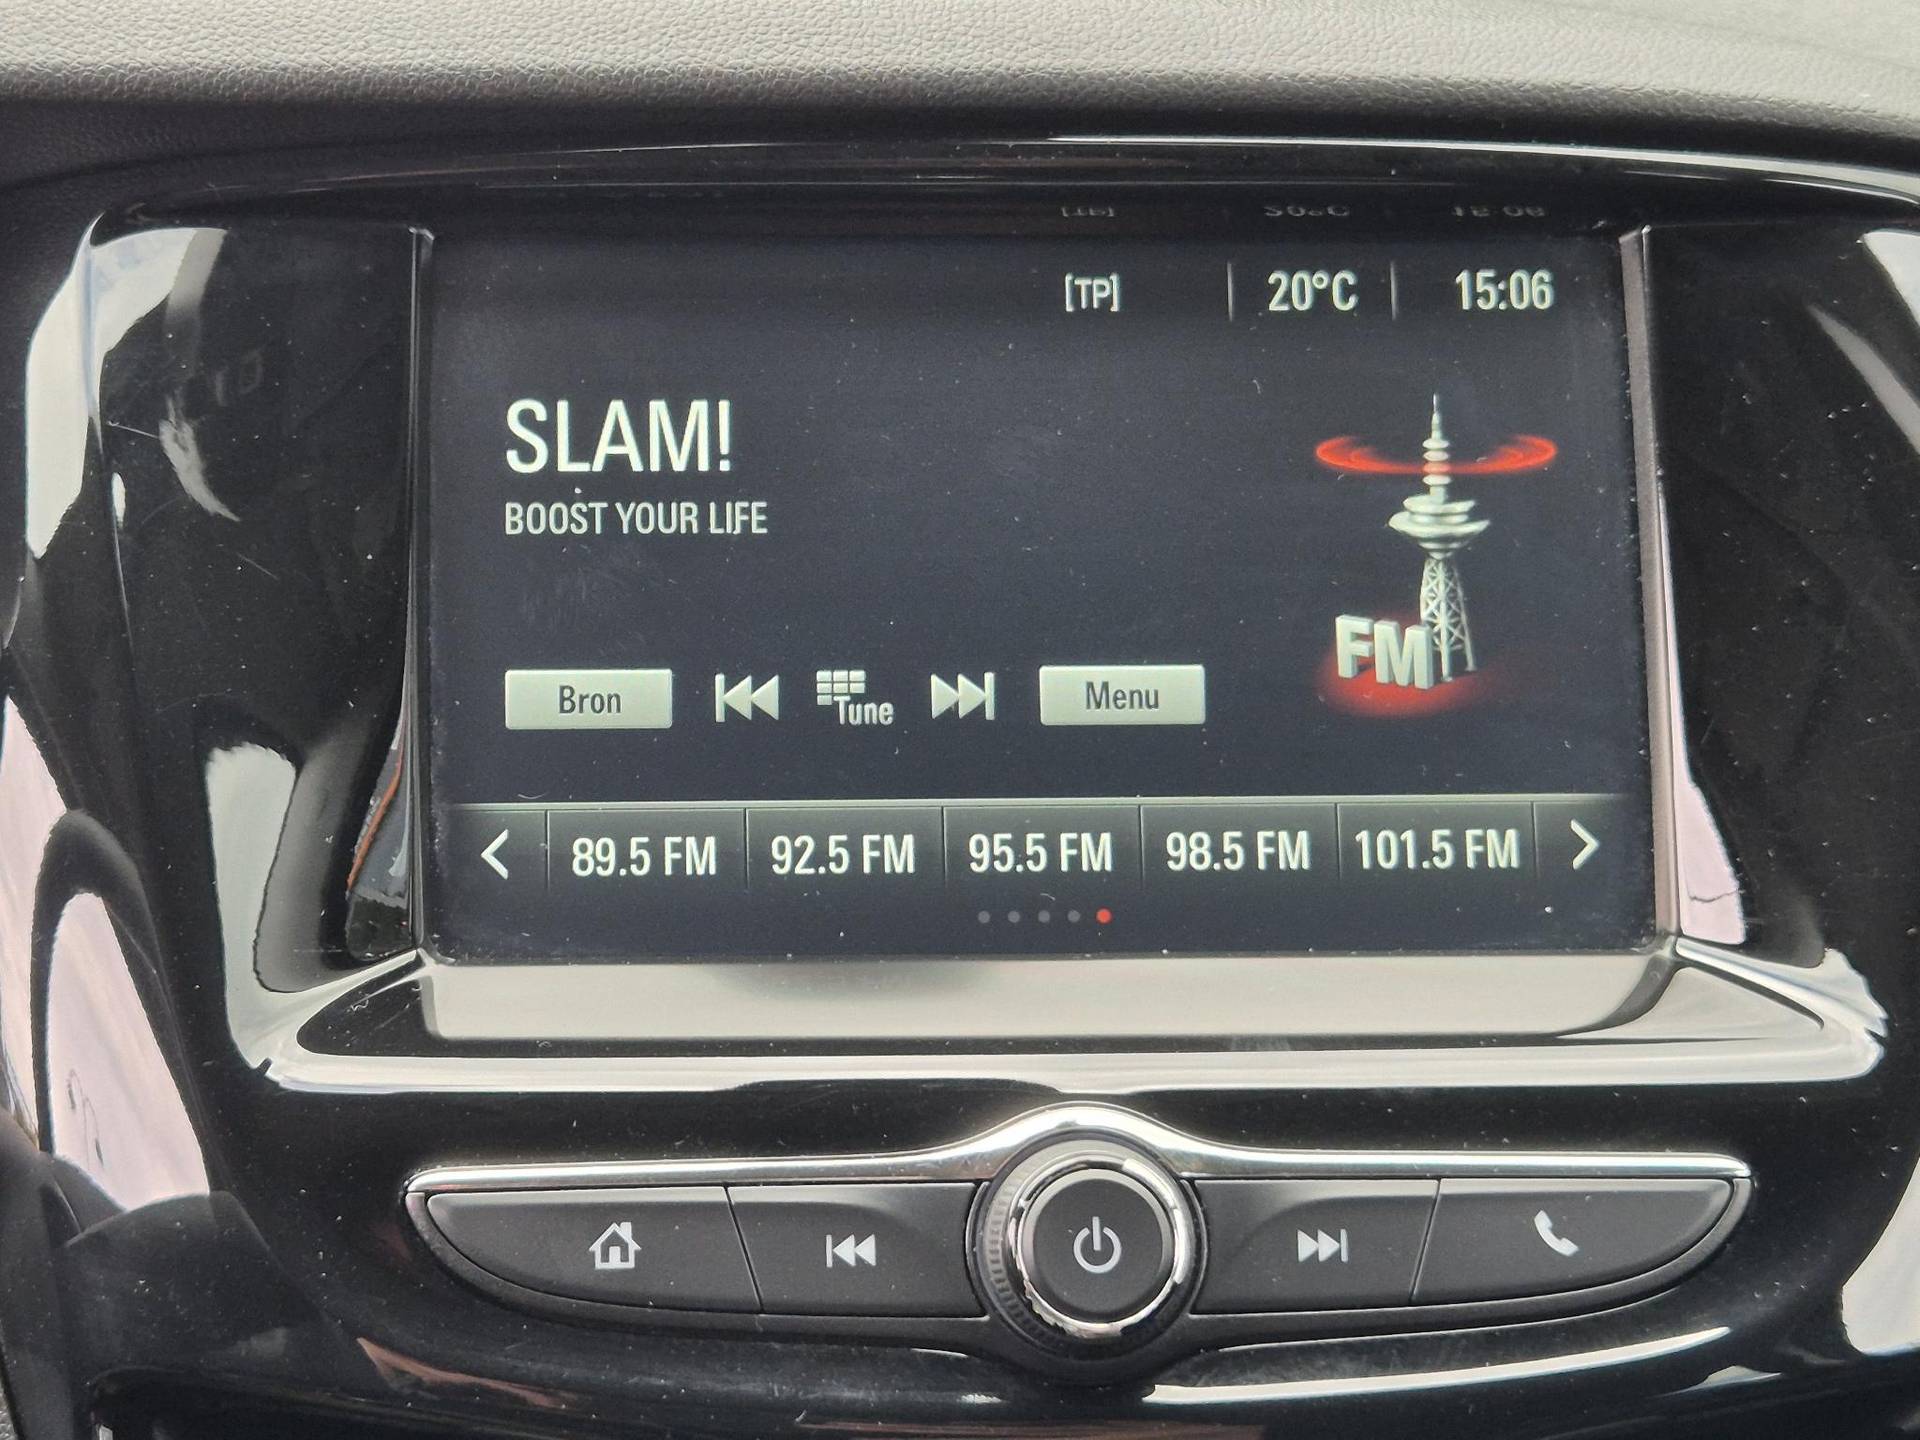 [TP] 20°C 15:06
SLAM!
BOOST YOUR LIFE
FM
Bron Tune Menu
89.5 FM 92.5 FM 95.5 FM 98.5 FM 101.5 FM